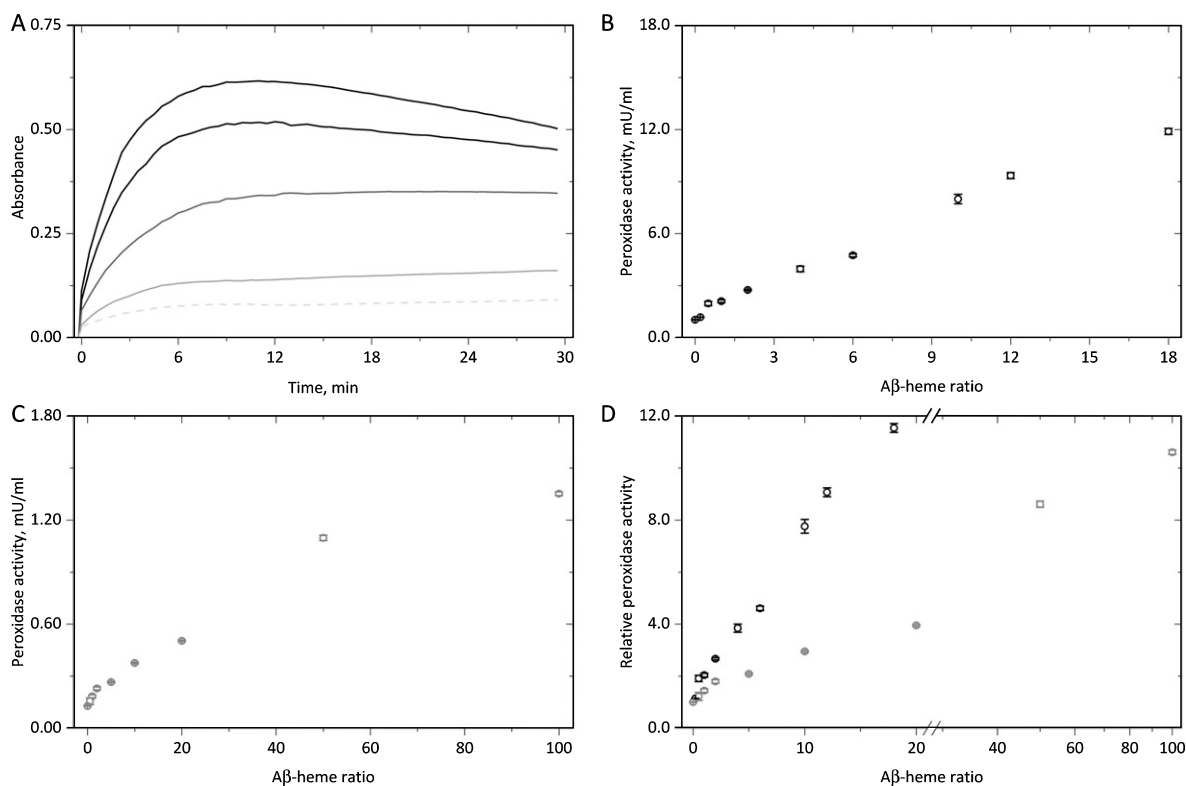 A
0.75
0.50
0.25
0.00
Absorbance
0 6 12 18 24 30
Time, min
B
18.0
12.0
6.0
0.0
Peroxidase activity, mU/ml
0 3 6 9 12 15 18
Aβ-heme ratio
C
1.80
1.20
0.60
0.00
Peroxidase activity, mU/ml
0 20 40 60 80 100
Aβ-heme ratio
D
12.0
8.0
4.0
0.0
Relative peroxidase activity
0 10 20 40 60 80 100
Aβ-heme ratio